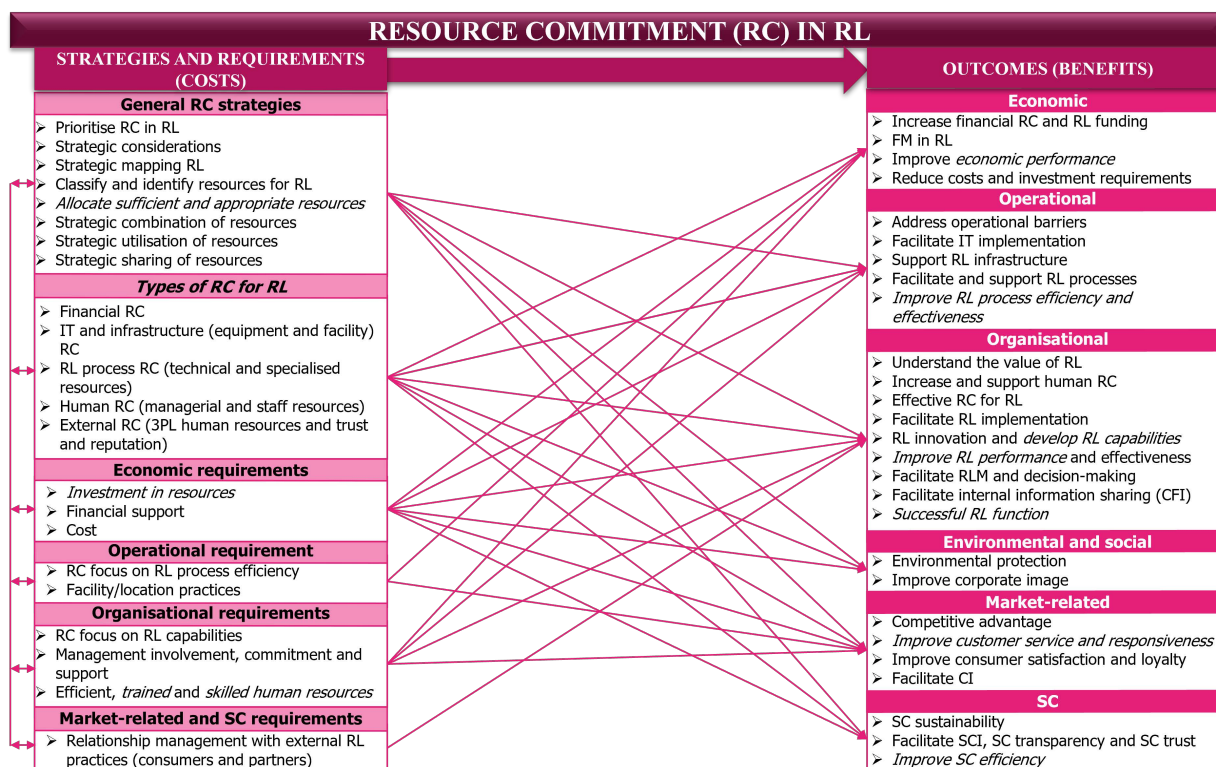 RESOURCE COMMITMENT (RC) IN RL
STRATEGIES AND REQUIREMENTS
(COSTS)
General RC strategies
➢ Prioritise RC in RL
➢ Strategic considerations
➢ Strategic mapping RL
➢ Classify and identify resources for RL
➢ Allocate sufficient and appropriate resources
➢ Strategic combination of resources
➢ Strategic utilisation of resources
➢ Strategic sharing of resources
Types of RC for RL
➢ Financial RC
➢ IT and infrastructure (equipment and facility)
RC
➢ RL process RC (technical and specialised
resources)
➢ Human RC (managerial and staff resources)
➢ External RC (3PL human resources and trust
and reputation)
Economic requirements
➢ Investment in resources
➢ Financial support
➢ Cost
Operational requirement
➢ RC focus on RL process efficiency
➢ Facility/location practices
Organisational requirements
➢ RC focus on RL capabilities
➢ Management involvement, commitment and
support
➢ Efficient, trained and skilled human resources
Market-related and SC requirements
➢ Relationship management with external RL
practices (consumers and partners)
OUTCOMES (BENEFITS)
Economic
➢ Increase financial RC and RL funding
➢ FM in RL
➢ Improve economic performance
➢ Reduce costs and investment requirements
Operational
➢ Address operational barriers
➢ Facilitate IT implementation
➢ Support RL infrastructure
➢ Facilitate and support RL processes
➢ Improve RL process efficiency and
effectiveness
Organisational
➢ Understand the value of RL
➢ Increase and support human RC
➢ Effective RC for RL
➢ Facilitate RL implementation
➢ RL innovation and develop RL capabilities
➢ Improve RL performance and effectiveness
➢ Facilitate RLM and decision-making
➢ Facilitate internal information sharing (CFI)
➢ Successful RL function
Environmental and social
➢ Environmental protection
➢ Improve corporate image
Market-related
➢ Competitive advantage
➢ Improve customer service and responsiveness
➢ Improve consumer satisfaction and loyalty
➢ Facilitate CI
SC
➢ SC sustainability
➢ Facilitate SCI, SC transparency and SC trust
➢ Improve SC efficiency